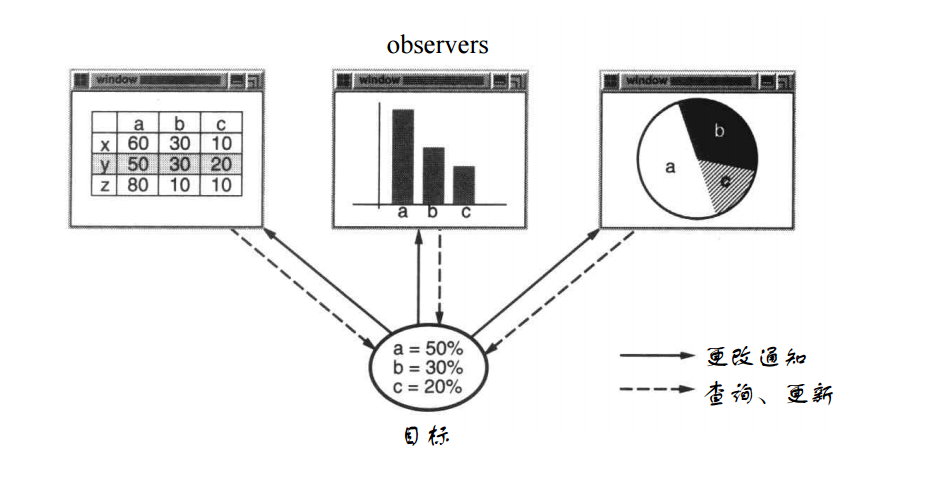 observers
window
window
window
a b c
x 60 30 10
y 50 30 20
z 80 10 10
a b c
a
b
c
a = 50%
b = 30%
c = 20%
目标
更改通知
查询、更新